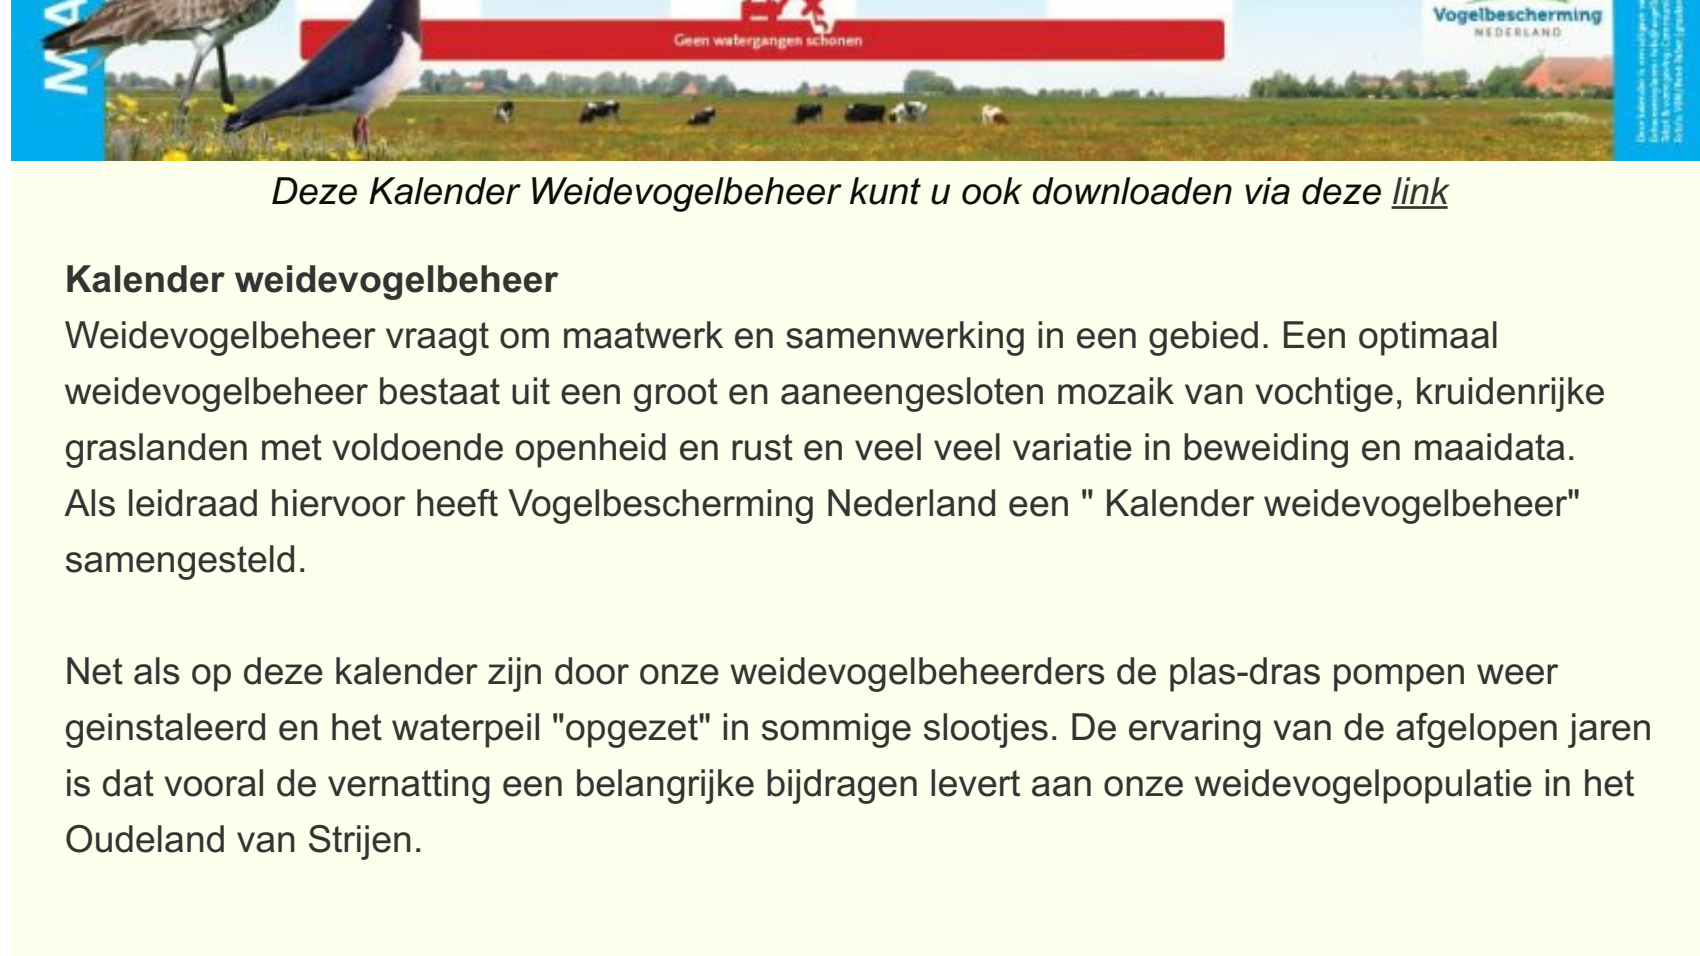 MA
Geen watergangen schonen
Vogelbescherming
NEDERLAND
Deze Kalender Weidevogelbeheer kunt u ook downloaden via deze link
Kalender weidevogelbeheer
Weidevogelbeheer vraagt om maatwerk en samenwerking in een gebied. Een optimaal
weidevogelbeheer bestaat uit een groot en aaneengesloten mozaik van vochtige, kruidenrijke
graslanden met voldoende openheid en rust en veel veel variatie in beweiding en maaidata.
Als leidraad hiervoor heeft Vogelbescherming Nederland een " Kalender weidevogelbeheer"
samengesteld.
Net als op deze kalender zijn door onze weidevogelbeheerders de plas-dras pompen weer
geinstaleerd en het waterpeil "opgezet" in sommige slootjes. De ervaring van de afgelopen jaren
is dat vooral de vernatting een belangrijke bijdragen levert aan onze weidevogelpopulatie in het
Oudeland van Strijen.